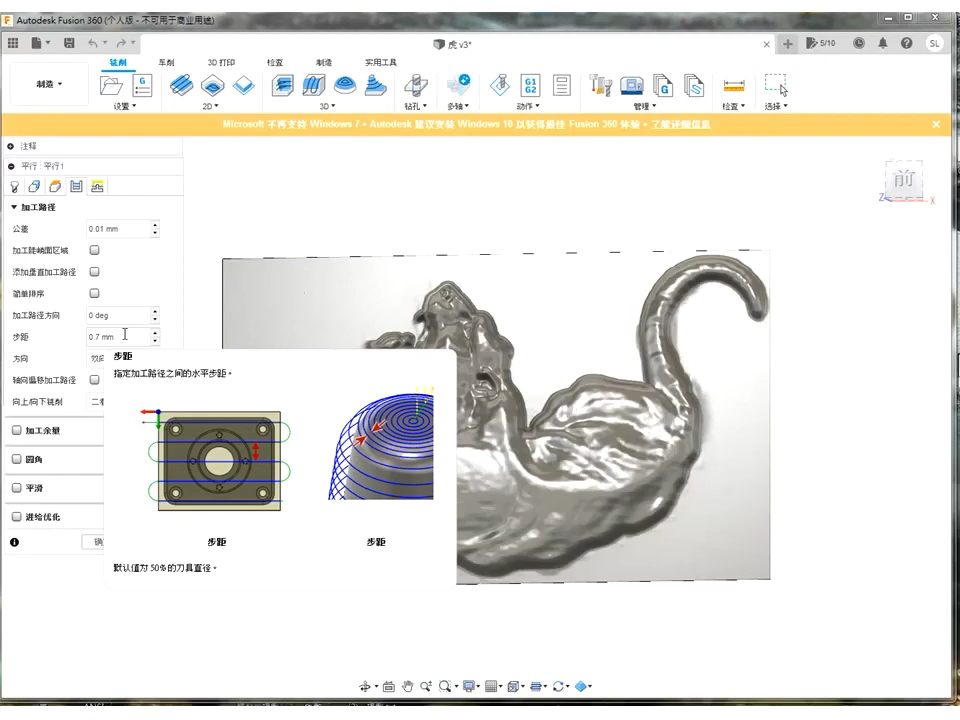 Autodesk Fusion 360 (个人版 - 不可用于商业用途)
虎 v3*
5/10
SL
铣削
车削
3D 打印
检查
制造
实用工具
制造
G
G1
G2
G
设置
2D
3D
钻孔
多轴
动作
管理
检查
选择
Microsoft 不再支持 Windows 7。Autodesk 建议安装 Windows 10 以获得最佳 Fusion 360 体验。了解详细信息
注释
平行 : 平行1
前
Z
X
加工路径
公差
0.01 mm
加工陡峭面区域
添加垂直加工路径
简单排序
加工路径方向
0 deg
步距
0.7 mm
方向
双向
轴向偏移加工路径
向上/向下铣削
加工余量
圆角
平滑
进给优化
步距
指定加工路径之间的水平步距。
步距
步距
默认值为 50% 的刀具直径。